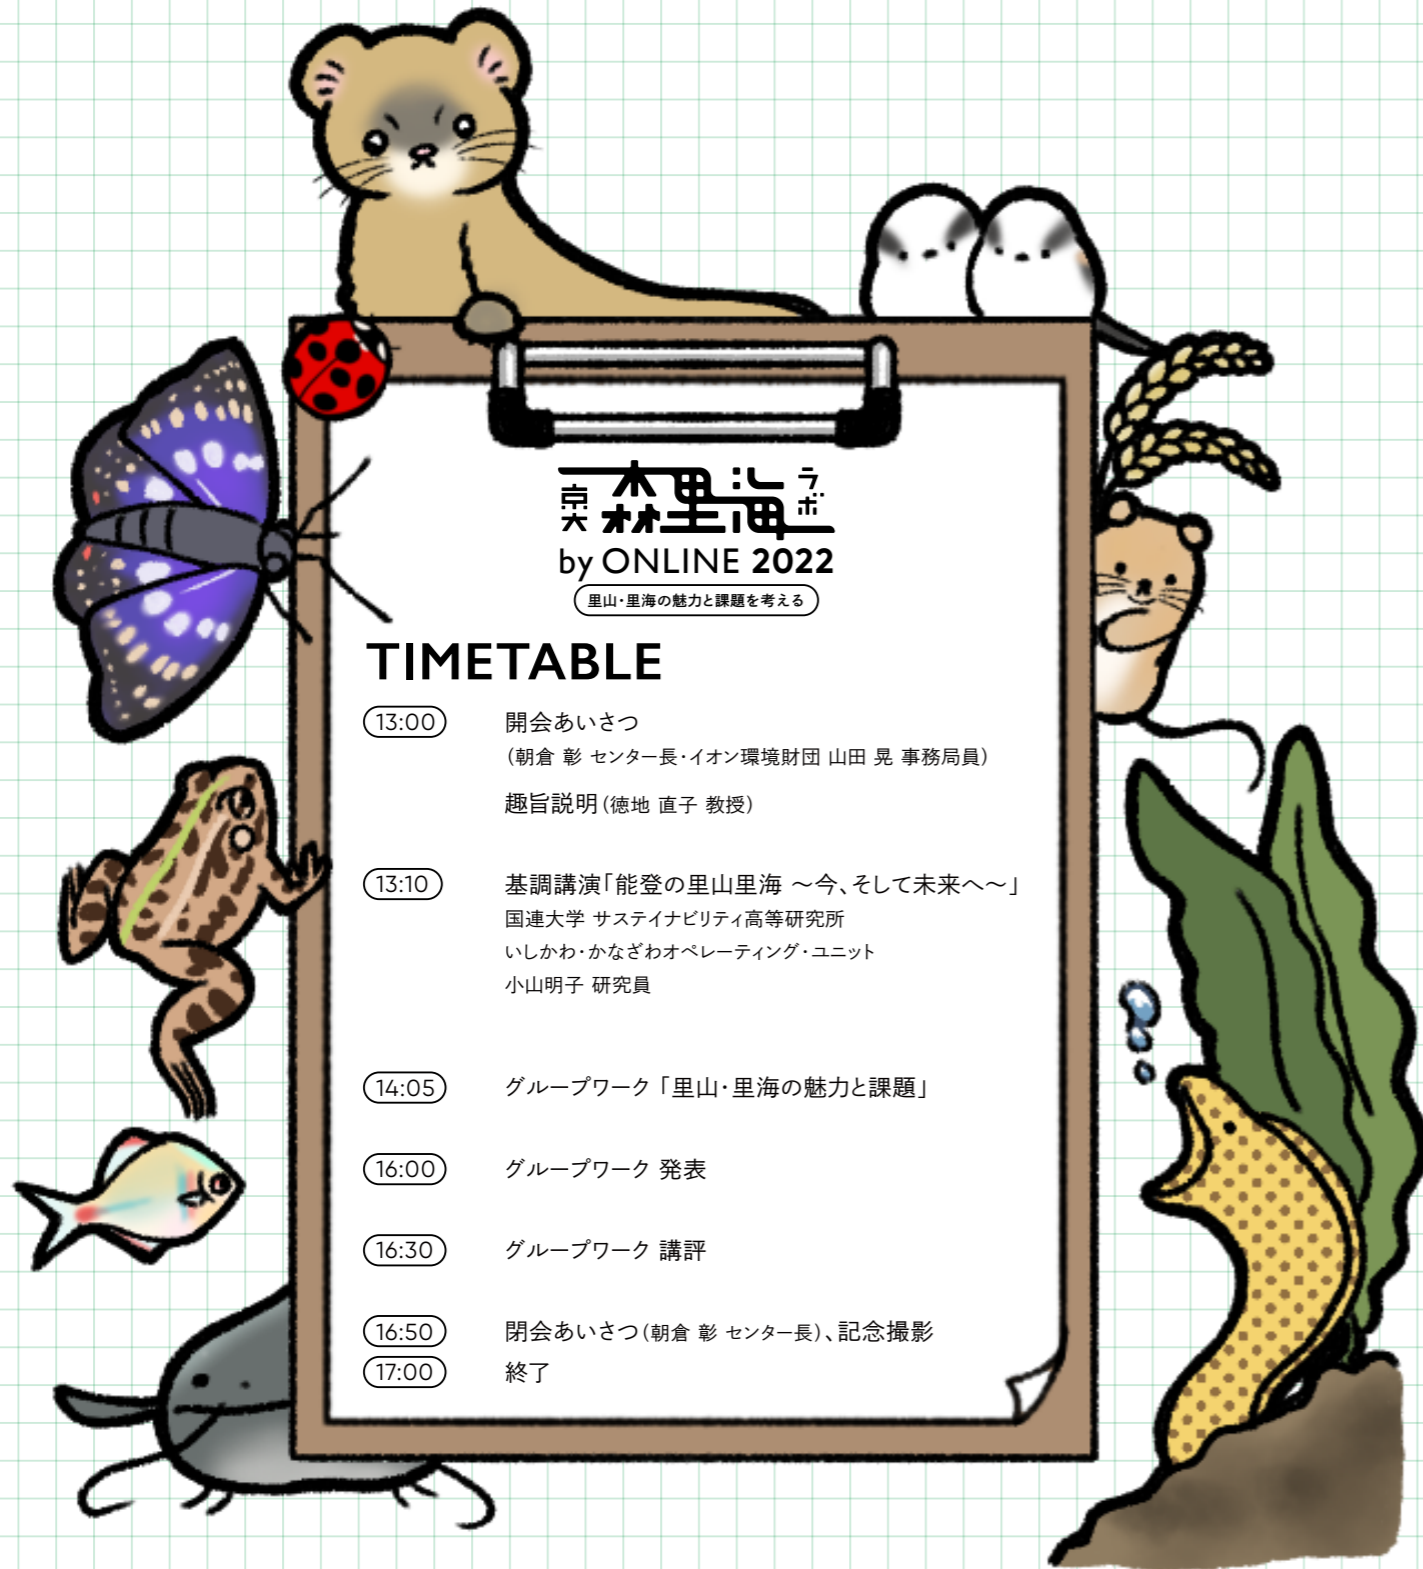 京大 森里海 ラボ
by ONLINE 2022
里山・里海の魅力と課題を考える
TIMETABLE
13:00 開会あいさつ
（朝倉 彰 センター長・イオン環境財団 山田 晃 事務局員）
趣旨説明（徳地 直子 教授）
13:10 基調講演「能登の里山里海 ～今、そして未来へ～」
国連大学 サステイナビリティ高等研究所
いしかわ・かなざわオペレーティング・ユニット
小山明子 研究員
14:05 グループワーク「里山・里海の魅力と課題」
16:00 グループワーク 発表
16:30 グループワーク 講評
16:50 閉会あいさつ（朝倉 彰 センター長）、記念撮影
17:00 終了